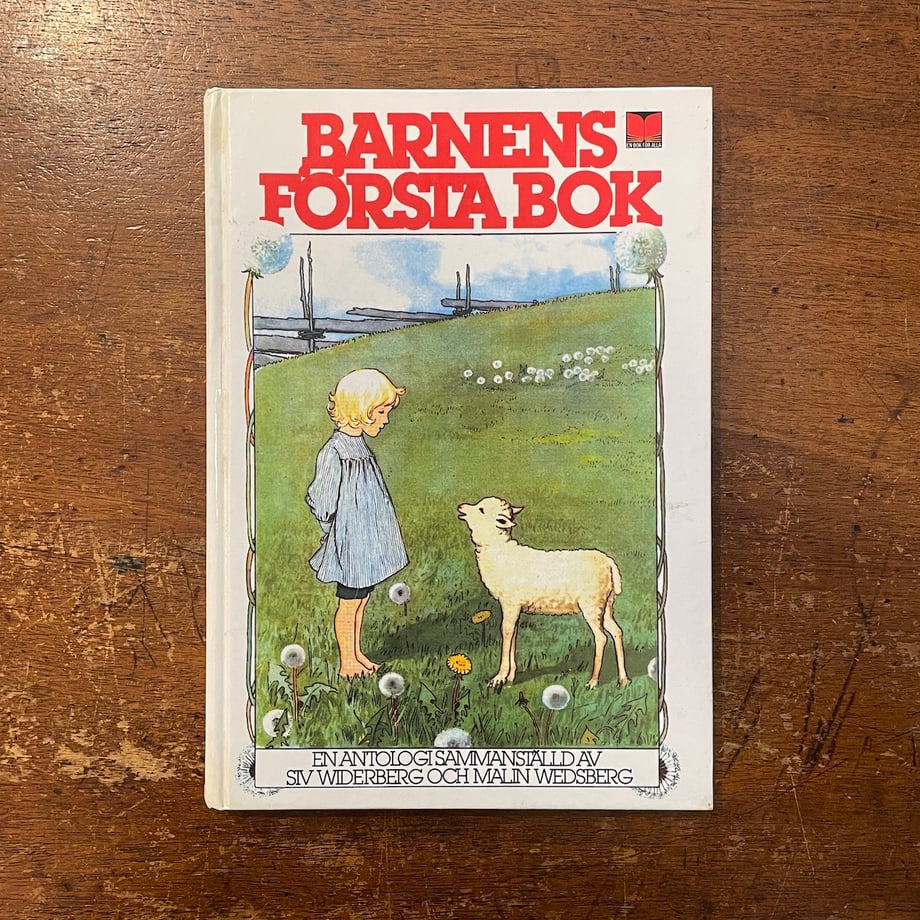 BARNENS
FÖRSTA BOK
EN BOK FÖR ALLA
EN ANTOLOGI SAMMANSTÄLLD AV
SIV WIDERBERG OCH MALIN WEDSBERG